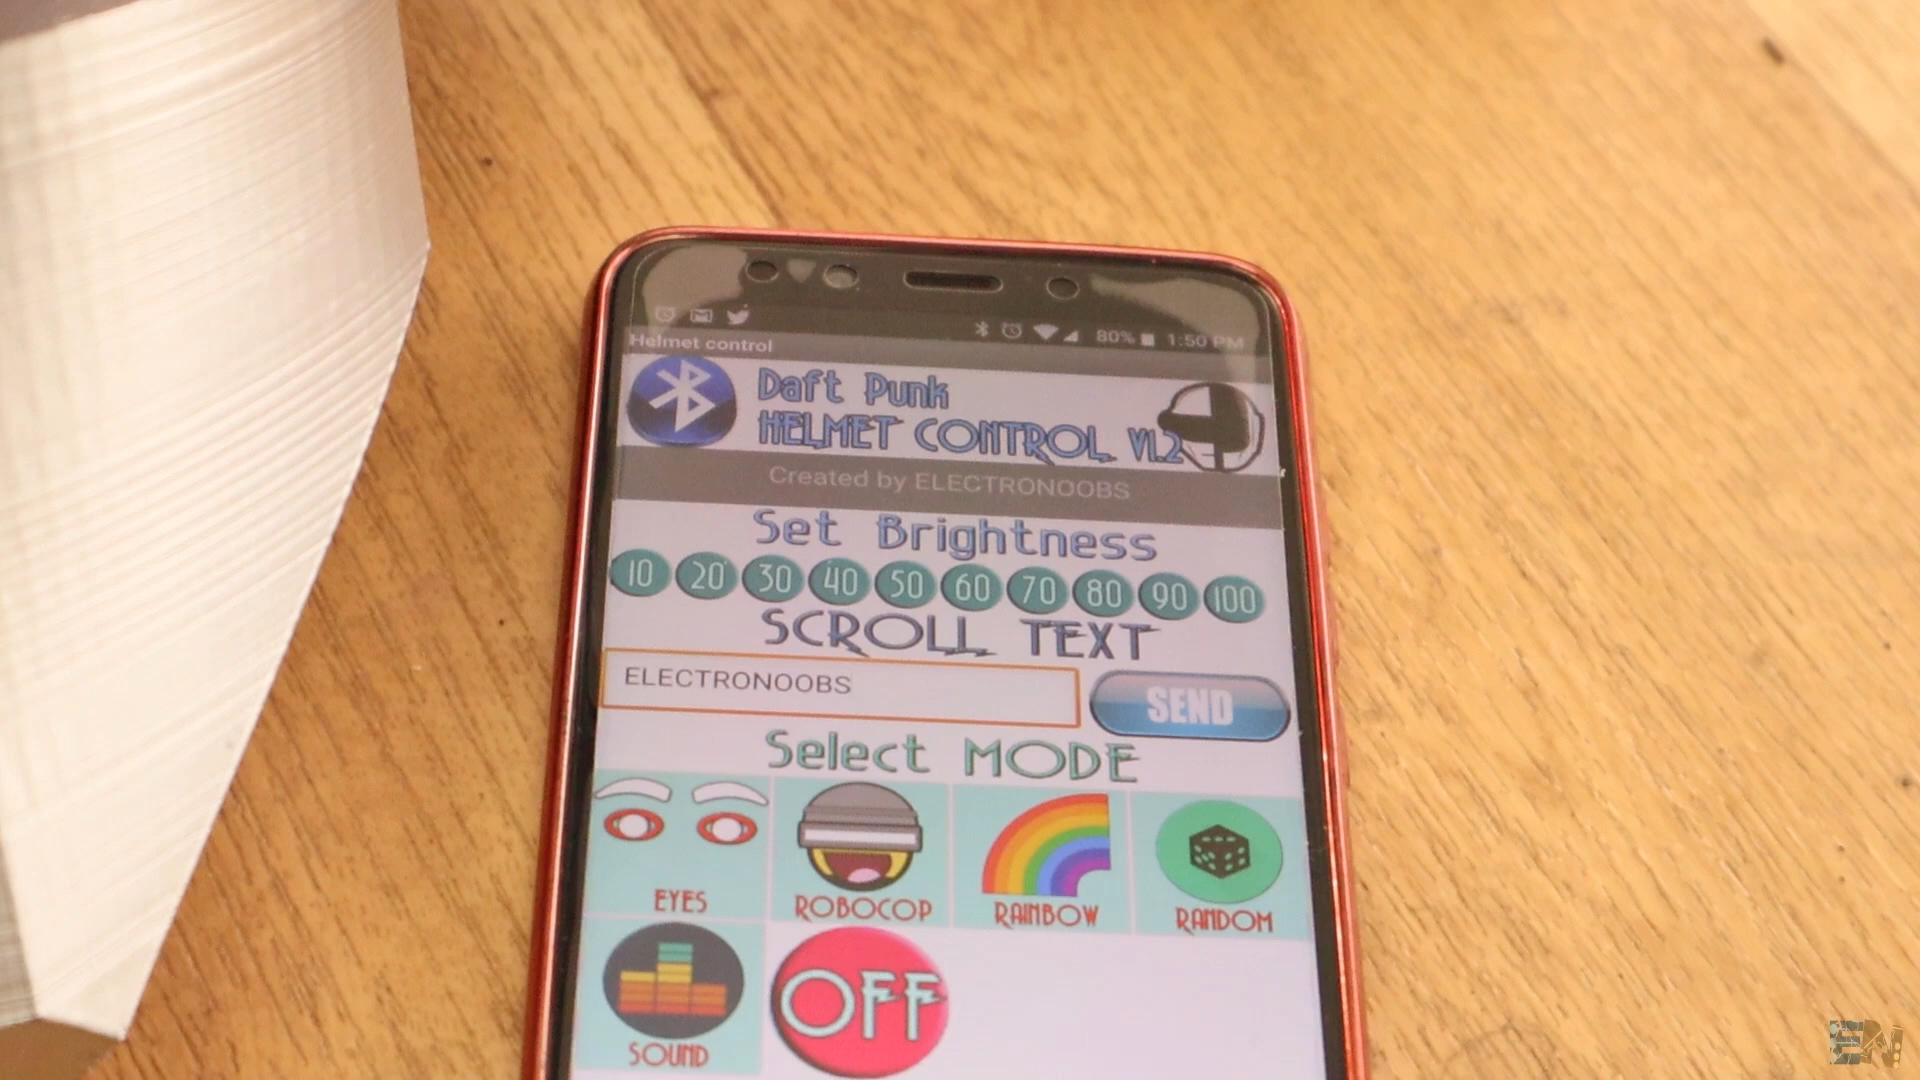 80% 1:50 PM
Helmet control
Daft Punk
HELMET CONTROL V1.2
Created by ELECTRONOOBS
Set Brightness
10 20 30 40 50 60 70 80 90 100
SCROLL TEXT
ELECTRONOOBS SEND
Select MODE
EYES ROBOCOP RAINBOW RANDOM
SOUND OFF
EN